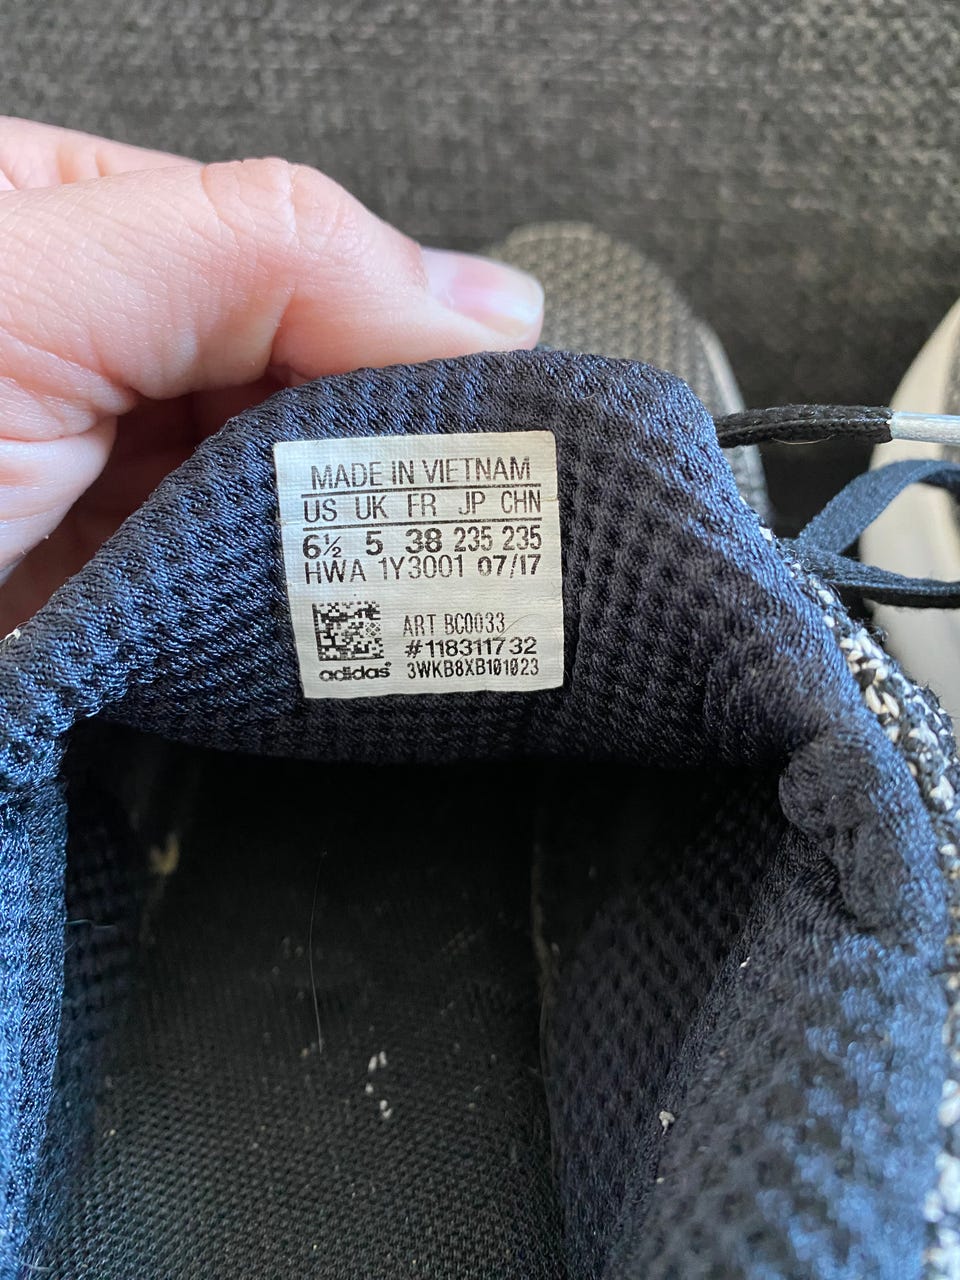 MADE IN VIETNAM
US UK FR JP CHN
6½ 5 38 235 235
HWA 1Y3001 07/17
ART BC0033
#118311732
adidas 3WKB8XB101023